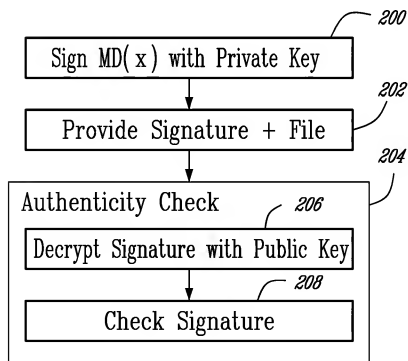 200
Sign MD(x) with Private Key
202
Provide Signature + File
204
Authenticity Check
206
Decrypt Signature with Public Key
208
Check Signature